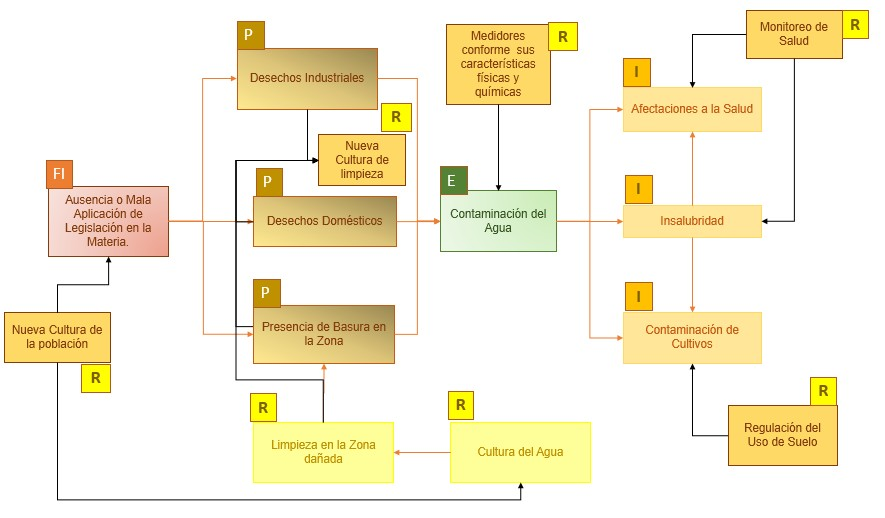 P
Desechos Industriales
R
Nueva
Cultura de
limpieza
FI
Ausencia o Mala
Aplicación de
Legislación en la
Materia.
P
Desechos Domésticos
P
Presencia de Basura en
la Zona
Nueva Cultura de
la población
R
R
Limpieza en la Zona
dañada
R
Cultura del Agua
Medidores
conforme sus
características
físicas y
químicas
R
E
Contaminación del
Agua
Monitoreo de
Salud
R
I
Afectaciones a la Salud
I
Insalubridad
I
Contaminación de
Cultivos
R
Regulación del
Uso de Suelo